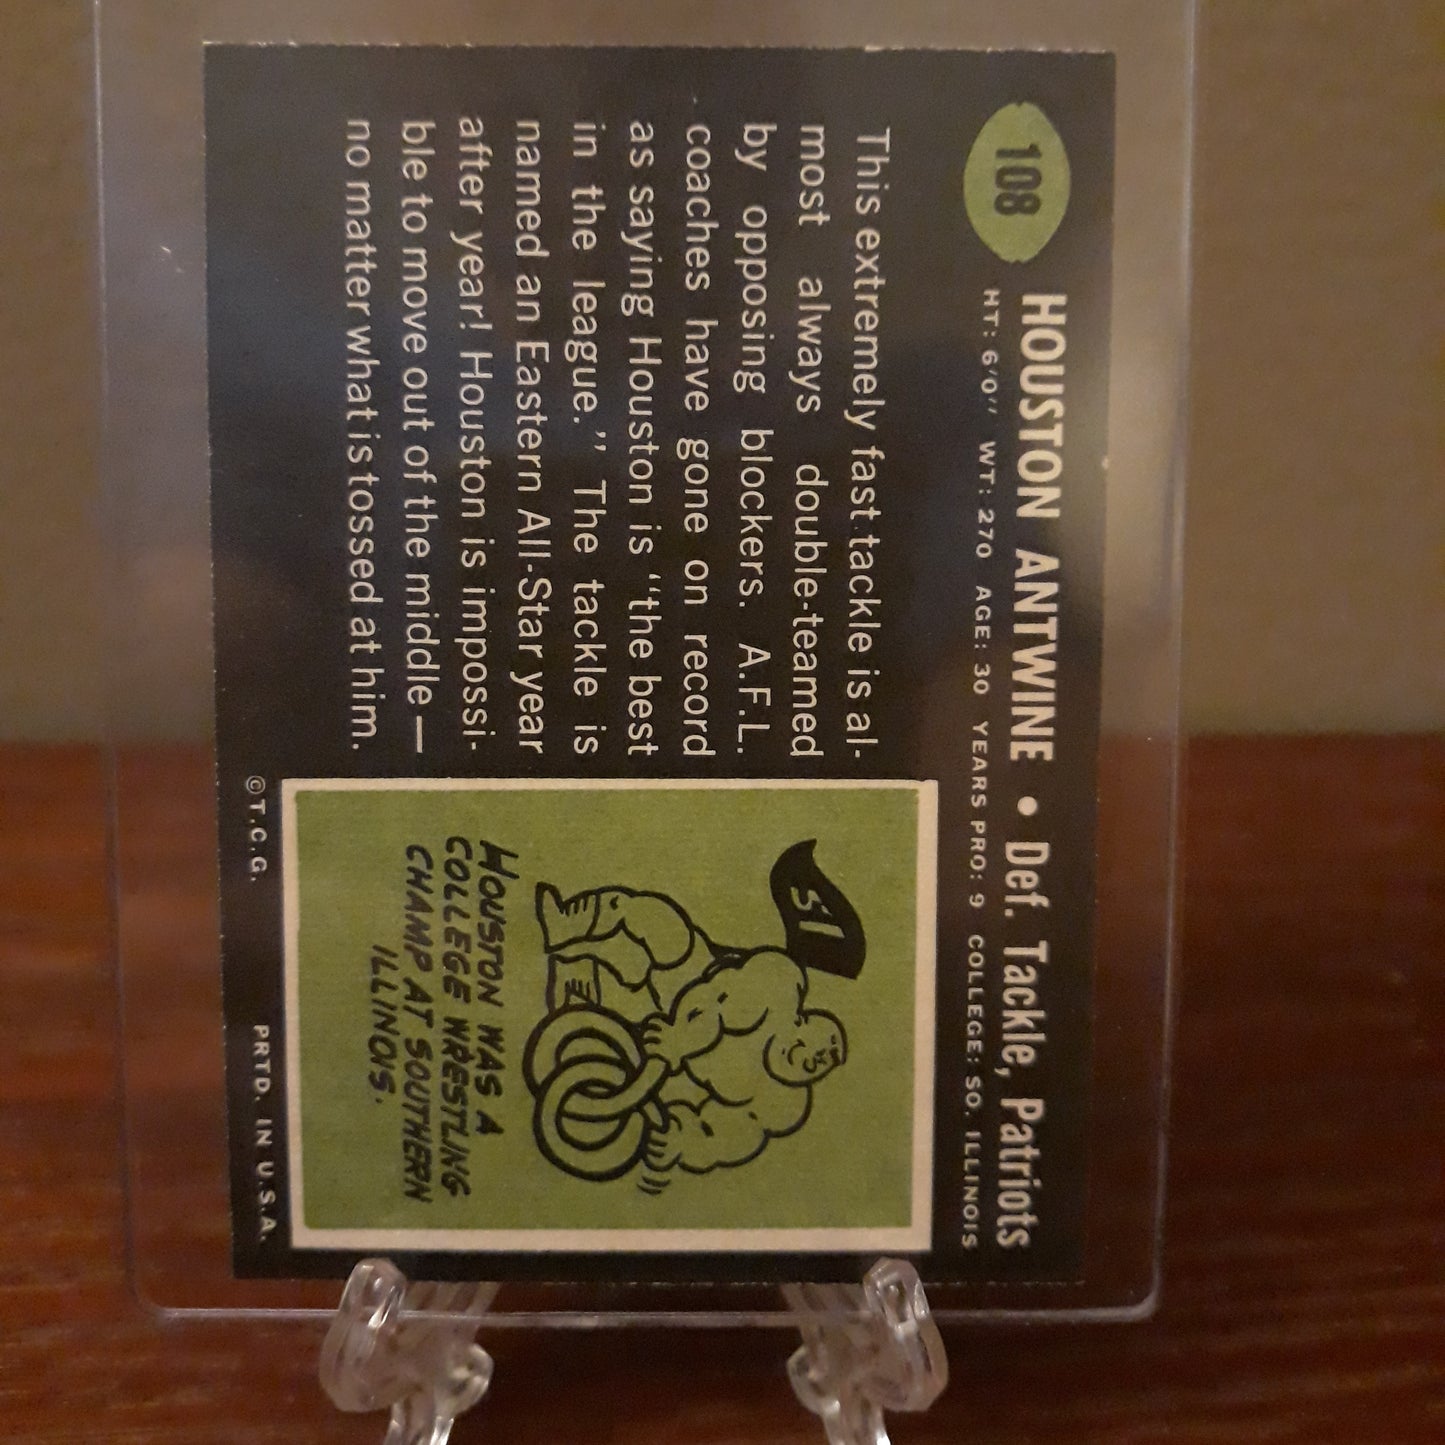 108
HOUSTON ANTWINE • Def. Tackle, Patriots
HT: 6'0" WT: 270 AGE: 30 YEARS PRO: 9 COLLEGE: SO. ILLINOIS
This extremely fast tackle is al-
most always double-teamed
by opposing blockers. A.F.L.
coaches have gone on record
as saying Houston is "the best
in the league." The tackle is
named an Eastern All-Star year
after year! Houston is impossi-
ble to move out of the middle—
no matter what is tossed at him.
SI
HOUSTON WAS A
COLLEGE WRESTLING
CHAMP AT SOUTHERN
ILLINOIS.
©T.C.G. PRTD. IN U.S.A.